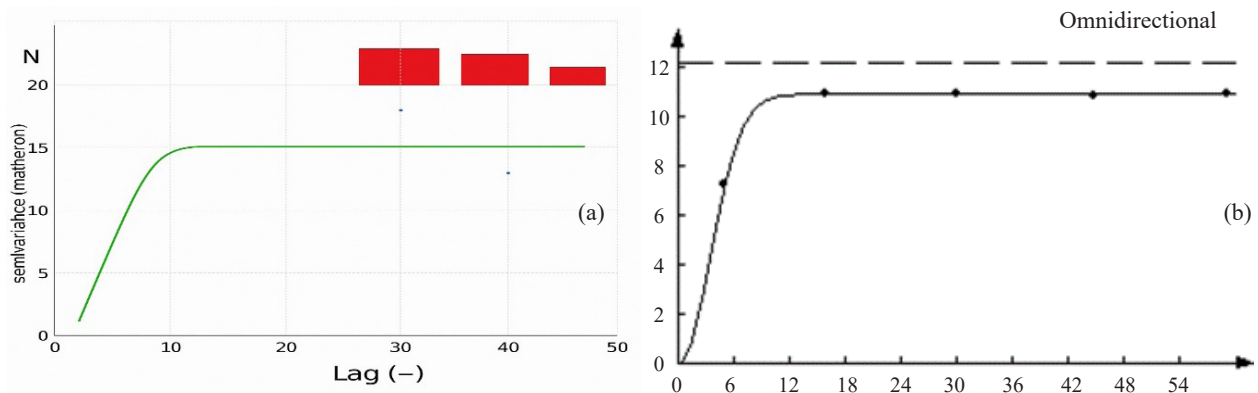 N
20
15
10
5
0
semivariahce (matheron)
(a)
0 10 20 30 40 50
Lag (−)
Omnidirectional
12
10
8
6
4
2
0
(b)
0 6 12 18 24 30 36 42 48 54